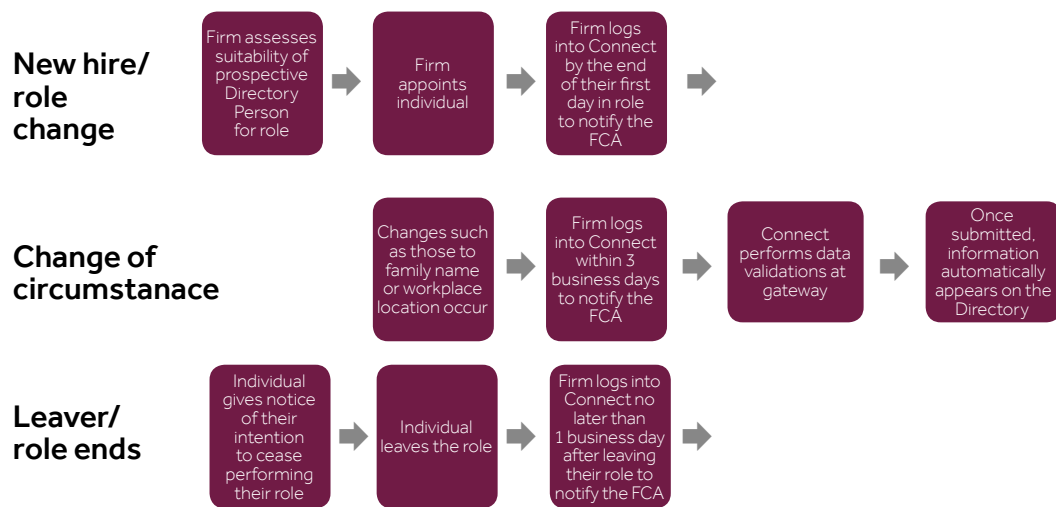 New hire/
role
change
Firm assesses
suitability of
prospective
Directory
Person
for role
Firm
appoints
individual
Firm logs
into Connect
by the end
of their first
day in role
to notify the
FCA
Change of
circumstanace
Changes such
as those to
family name
or workplace
location occur
Firm logs
into Connect
within 3
business days
to notify the
FCA
Connect
performs data
validations at
gateway
Once
submitted,
information
automatically
appears on the
Directory
Leaver/
role ends
Individual
gives notice
of their
intention
to cease
performing
their role
Individual
leaves the role
Firm logs into
Connect no
later than
1 business day
after leaving
their role to
notify the FCA